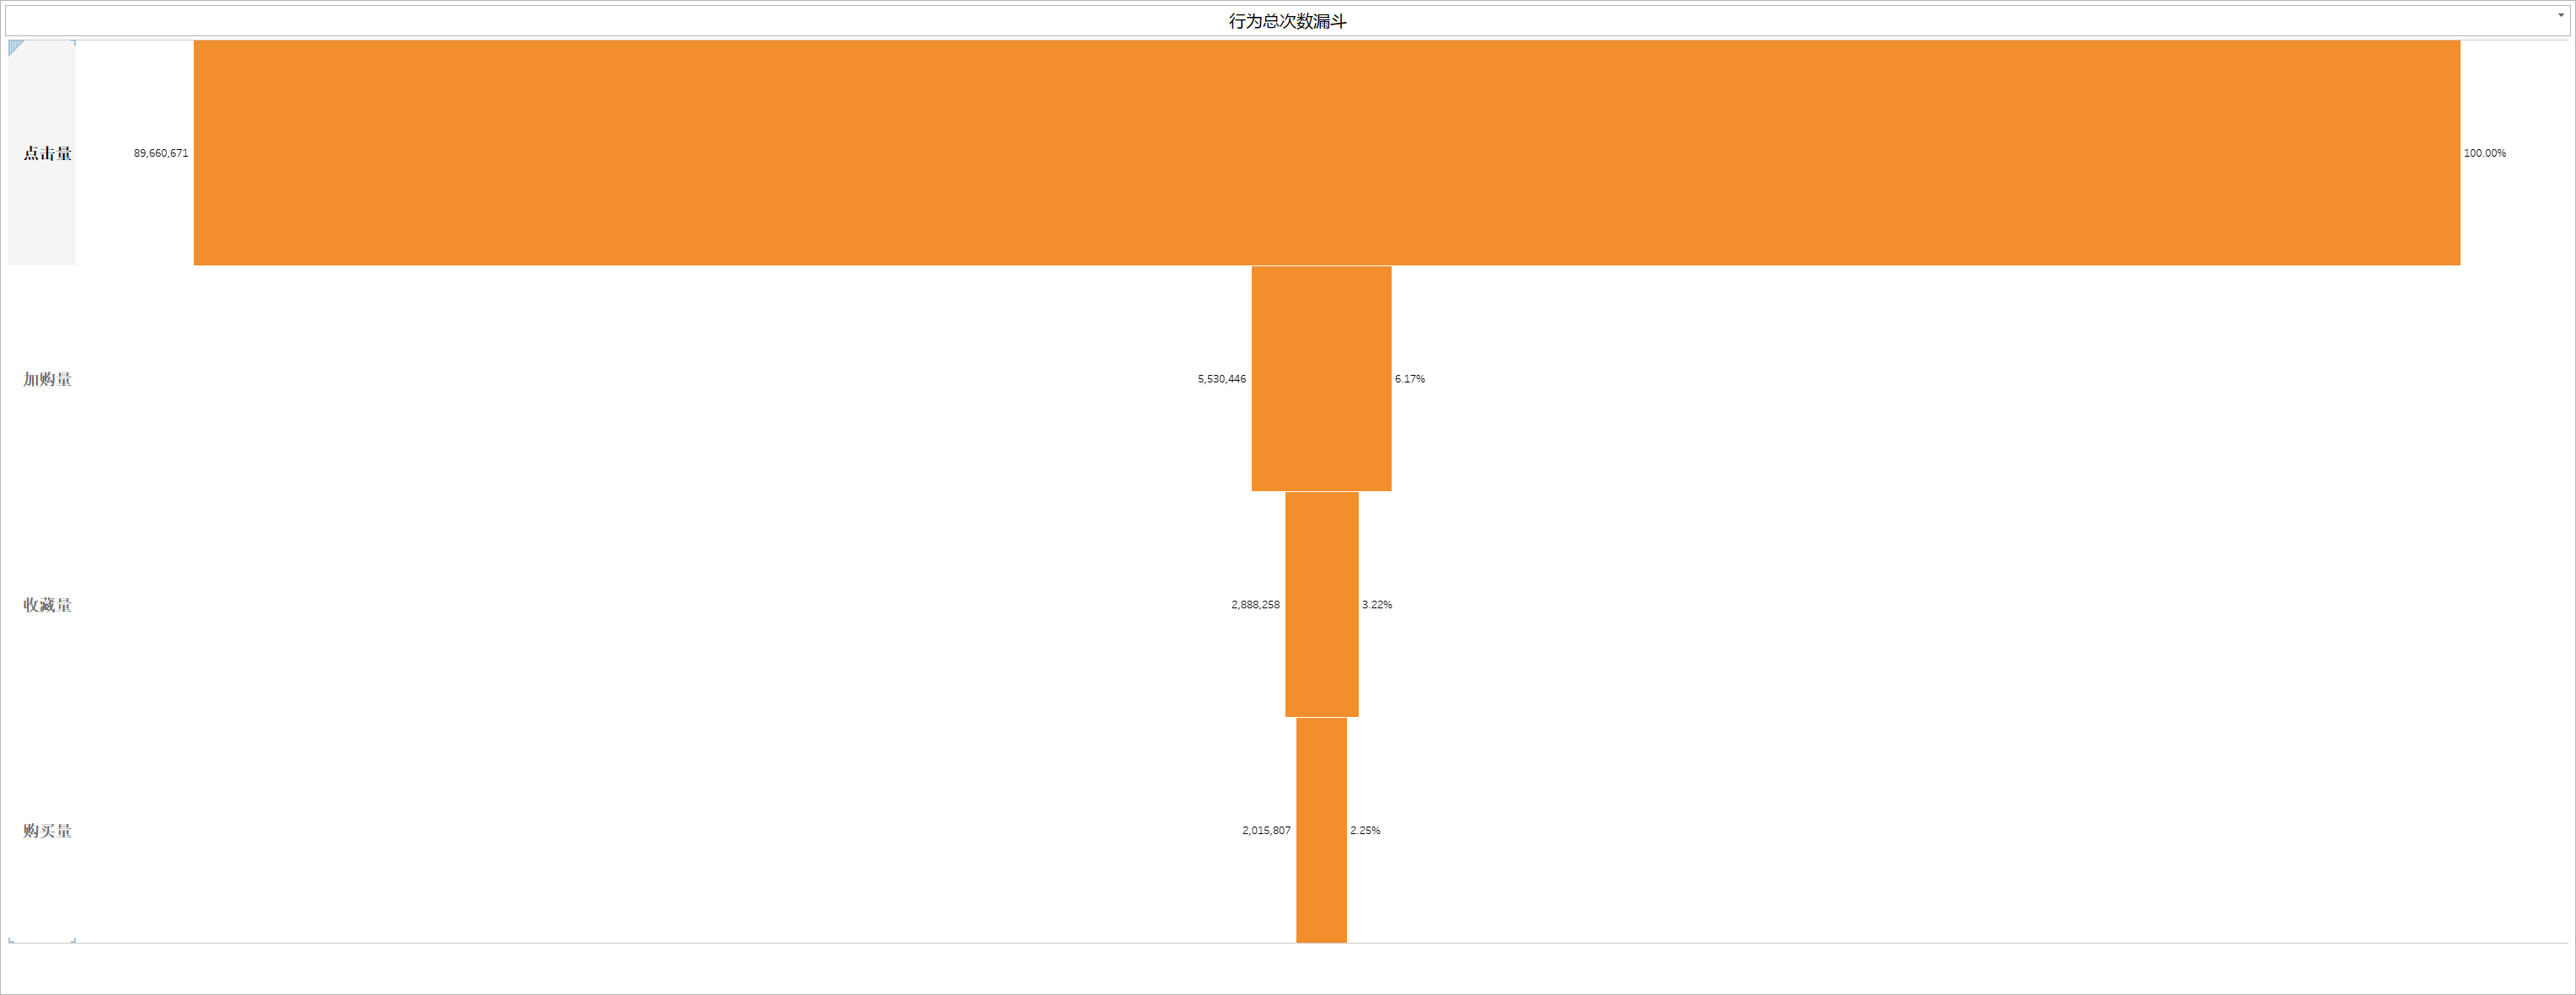 行为总次数漏斗
点击量 89,660,671 100.00%
加购量 5,530,446 6.17%
收藏量 2,888,258 3.22%
购买量 2,015,807 2.25%